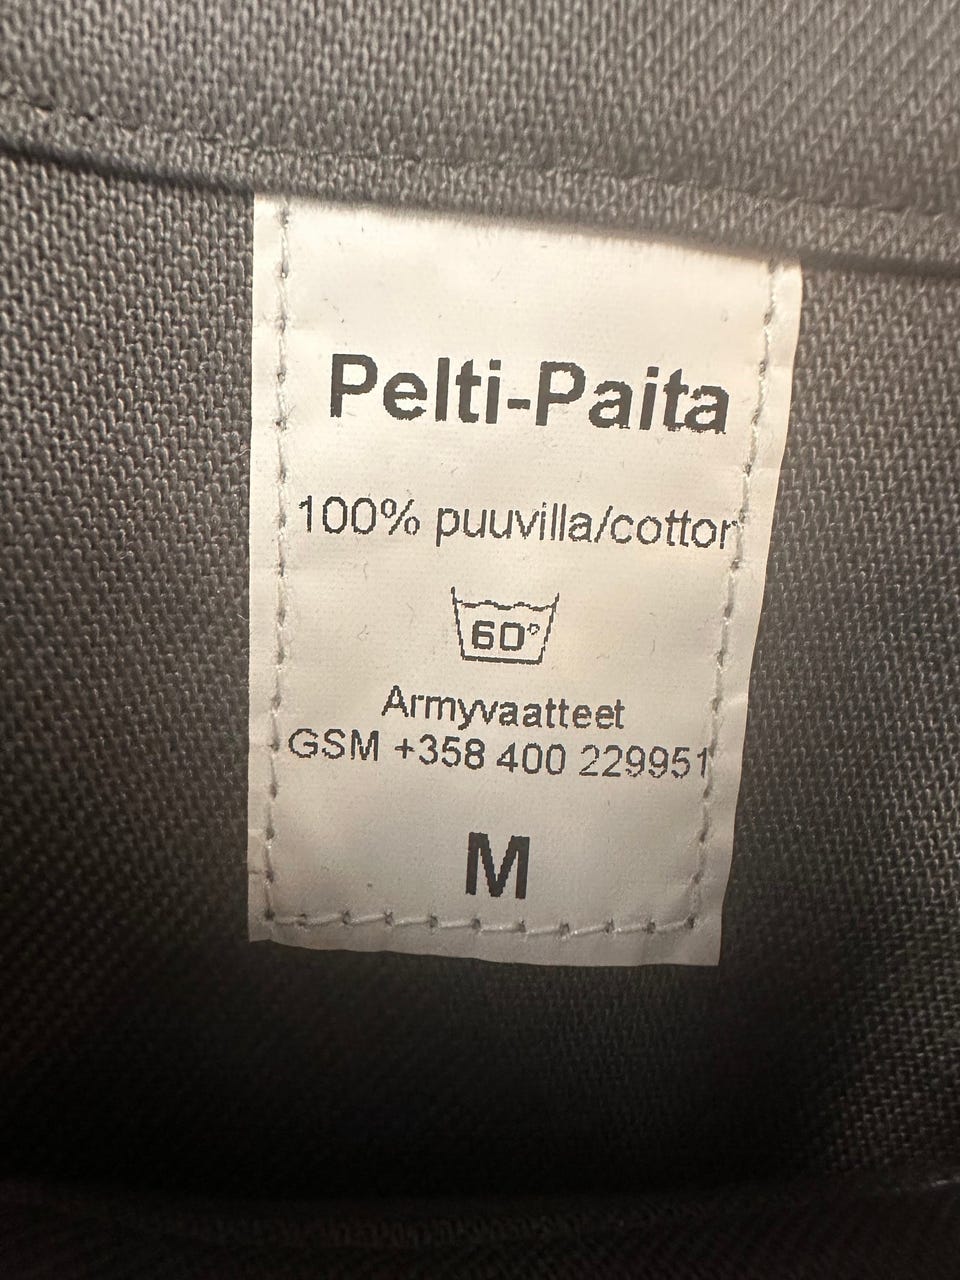 Pelti-Paita
100% puuvilla/cotton
60°
Armyvaatteet
GSM +358 400 229951
M